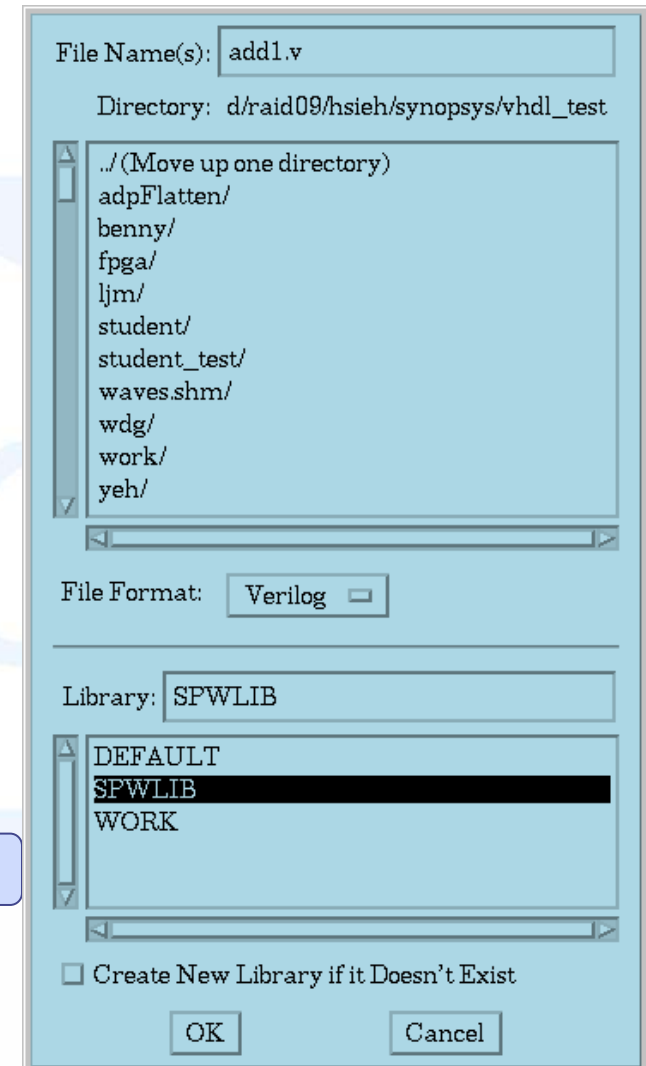 File Name(s): add1.v
Directory: d/raid09/hsieh/synopsys/vhdl_test
../ (Move up one directory)
adpFlatten/
benny/
fpga/
ljm/
student/
student_test/
waves.shm/
wdg/
work/
yeh/
File Format: Verilog
Library: SPWLIB
DEFAULT
SPWLIB
WORK
Create New Library if it Doesn't Exist
OK Cancel